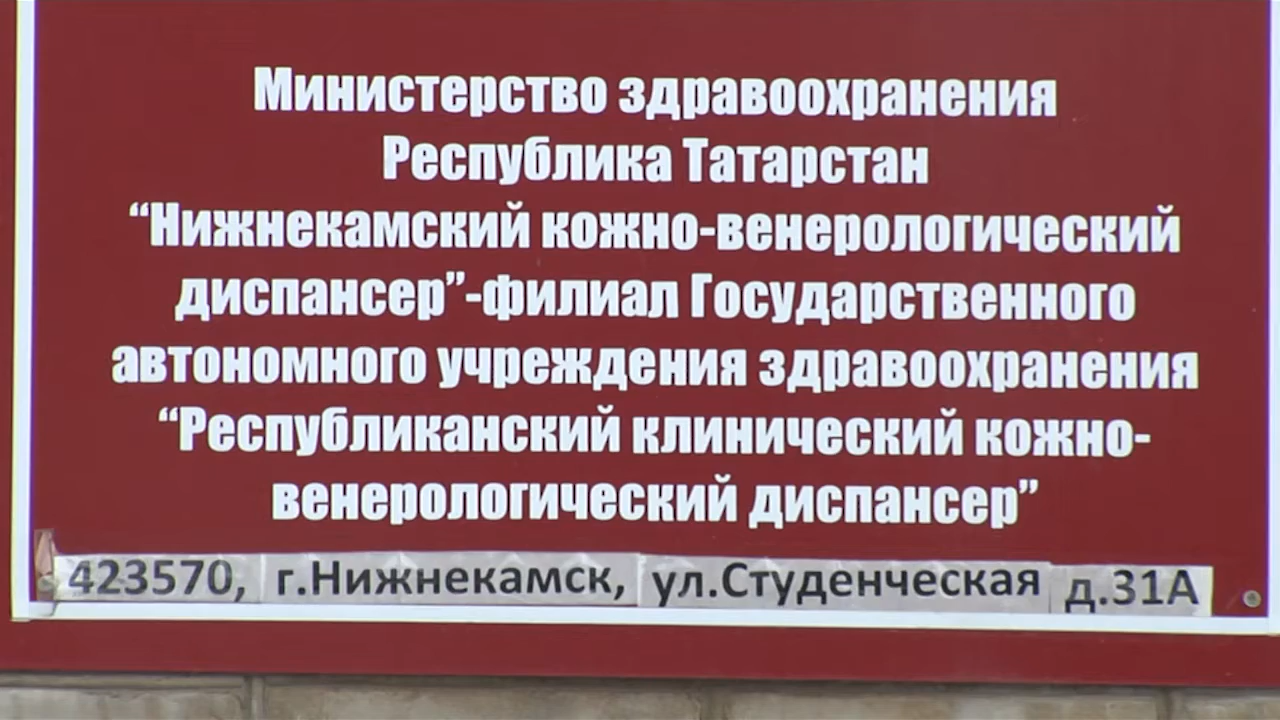 Министерство здравоохранения
Республика Татарстан
“Нижнекамский кожно-венерологический
диспансер”-филиал Государственного
автономного учреждения здравоохранения
“Республиканский клинический кожно-
венерологический диспансер”
423570, г.Нижнекамск, ул.Студенческая д.31А